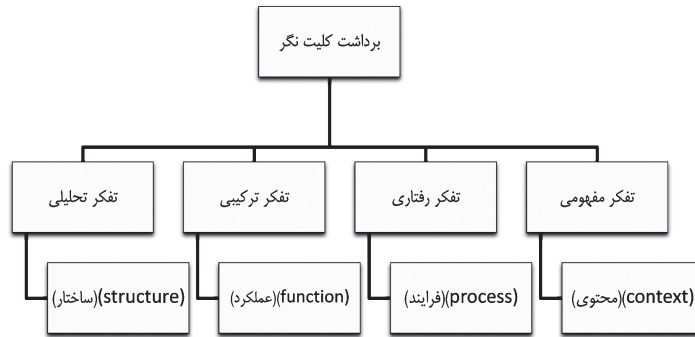 برداشت کلیت نگر
تفکر مفهومی
تفکر رفتاری
تفکر ترکیبی
تفکر تحلیلی
(context)(محتوی)
(process)(فرایند)
(function)(عملکرد)
(structure)(ساختار)